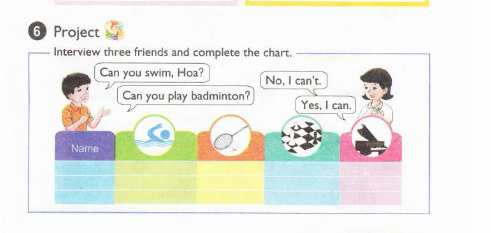 6 Project
Interview three friends and complete the chart.
Can you swim, Hoa?
No, I can't.
Can you play badminton?
Yes, I can.
Name